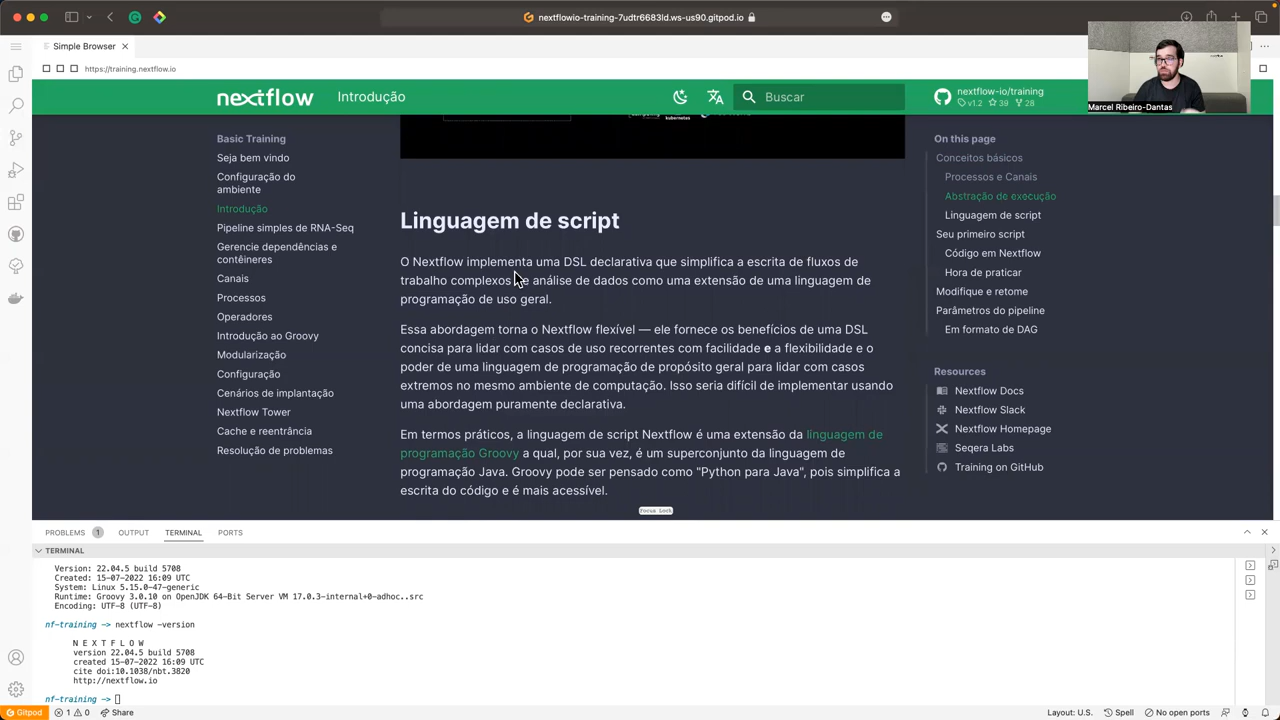 nextflowio-training-7udtr6683ld.ws-us90.gitpod.io
Simple Browser
https://training.nextflow.io
nextflow
Introdução
Buscar
nextflow-io/training
v1.2 39 28
Marcel Ribeiro-Dantas
Basic Training
Seja bem vindo
Configuração do
ambiente
Introdução
Pipeline simples de RNA-Seq
Gerencie dependências e
contêineres
Canais
Processos
Operadores
Introdução ao Groovy
Modularização
Configuração
Cenários de implantação
Nextflow Tower
Cache e reentrância
Resolução de problemas
kubernetes
Linguagem de script
O Nextflow implementa uma DSL declarativa que simplifica a escrita de fluxos de
trabalho complexos de análise de dados como uma extensão de uma linguagem de
programação de uso geral.
Essa abordagem torna o Nextflow flexível — ele fornece os benefícios de uma DSL
concisa para lidar com casos de uso recorrentes com facilidade e a flexibilidade e o
poder de uma linguagem de programação de propósito geral para lidar com casos
extremos no mesmo ambiente de computação. Isso seria difícil de implementar usando
uma abordagem puramente declarativa.
Em termos práticos, a linguagem de script Nextflow é uma extensão da linguagem de
programação Groovy a qual, por sua vez, é um superconjunto da linguagem de
programação Java. Groovy pode ser pensado como "Python para Java", pois simplifica a
escrita do código e é mais acessível.
Focus Lock
On this page
Conceitos básicos
Processos e Canais
Abstração de execução
Linguagem de script
Seu primeiro script
Código em Nextflow
Hora de praticar
Modifique e retome
Parâmetros do pipeline
Em formato de DAG
Resources
Nextflow Docs
Nextflow Slack
Nextflow Homepage
Seqera Labs
Training on GitHub
PROBLEMS 1 OUTPUT TERMINAL PORTS
TERMINAL
Version: 22.04.5 build 5708
Created: 15-07-2022 16:09 UTC
System: Linux 5.15.0-47-generic
Runtime: Groovy 3.0.10 on OpenJDK 64-Bit Server VM 17.0.3-internal+0-adhoc..src
Encoding: UTF-8 (UTF-8)
nf-training -> nextflow -version
N E X T F L O W
version 22.04.5 build 5708
created 15-07-2022 16:09 UTC
cite doi:10.1038/nbt.3820
http://nextflow.io
nf-training ->
Gitpod 1 0 Share Layout: U.S. Spell No open ports